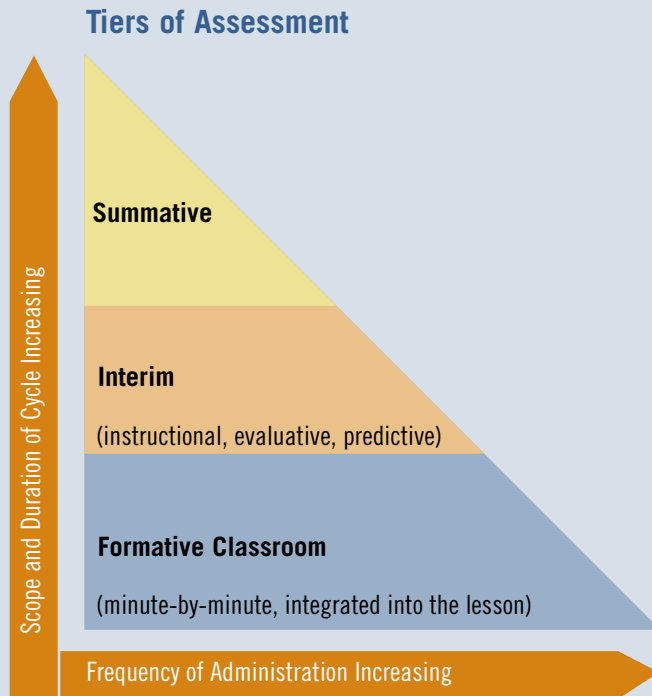 Tiers of Assessment
Scope and Duration of Cycle Increasing
Summative
Interim
(instructional, evaluative, predictive)
Formative Classroom
(minute-by-minute, integrated into the lesson)
Frequency of Administration Increasing